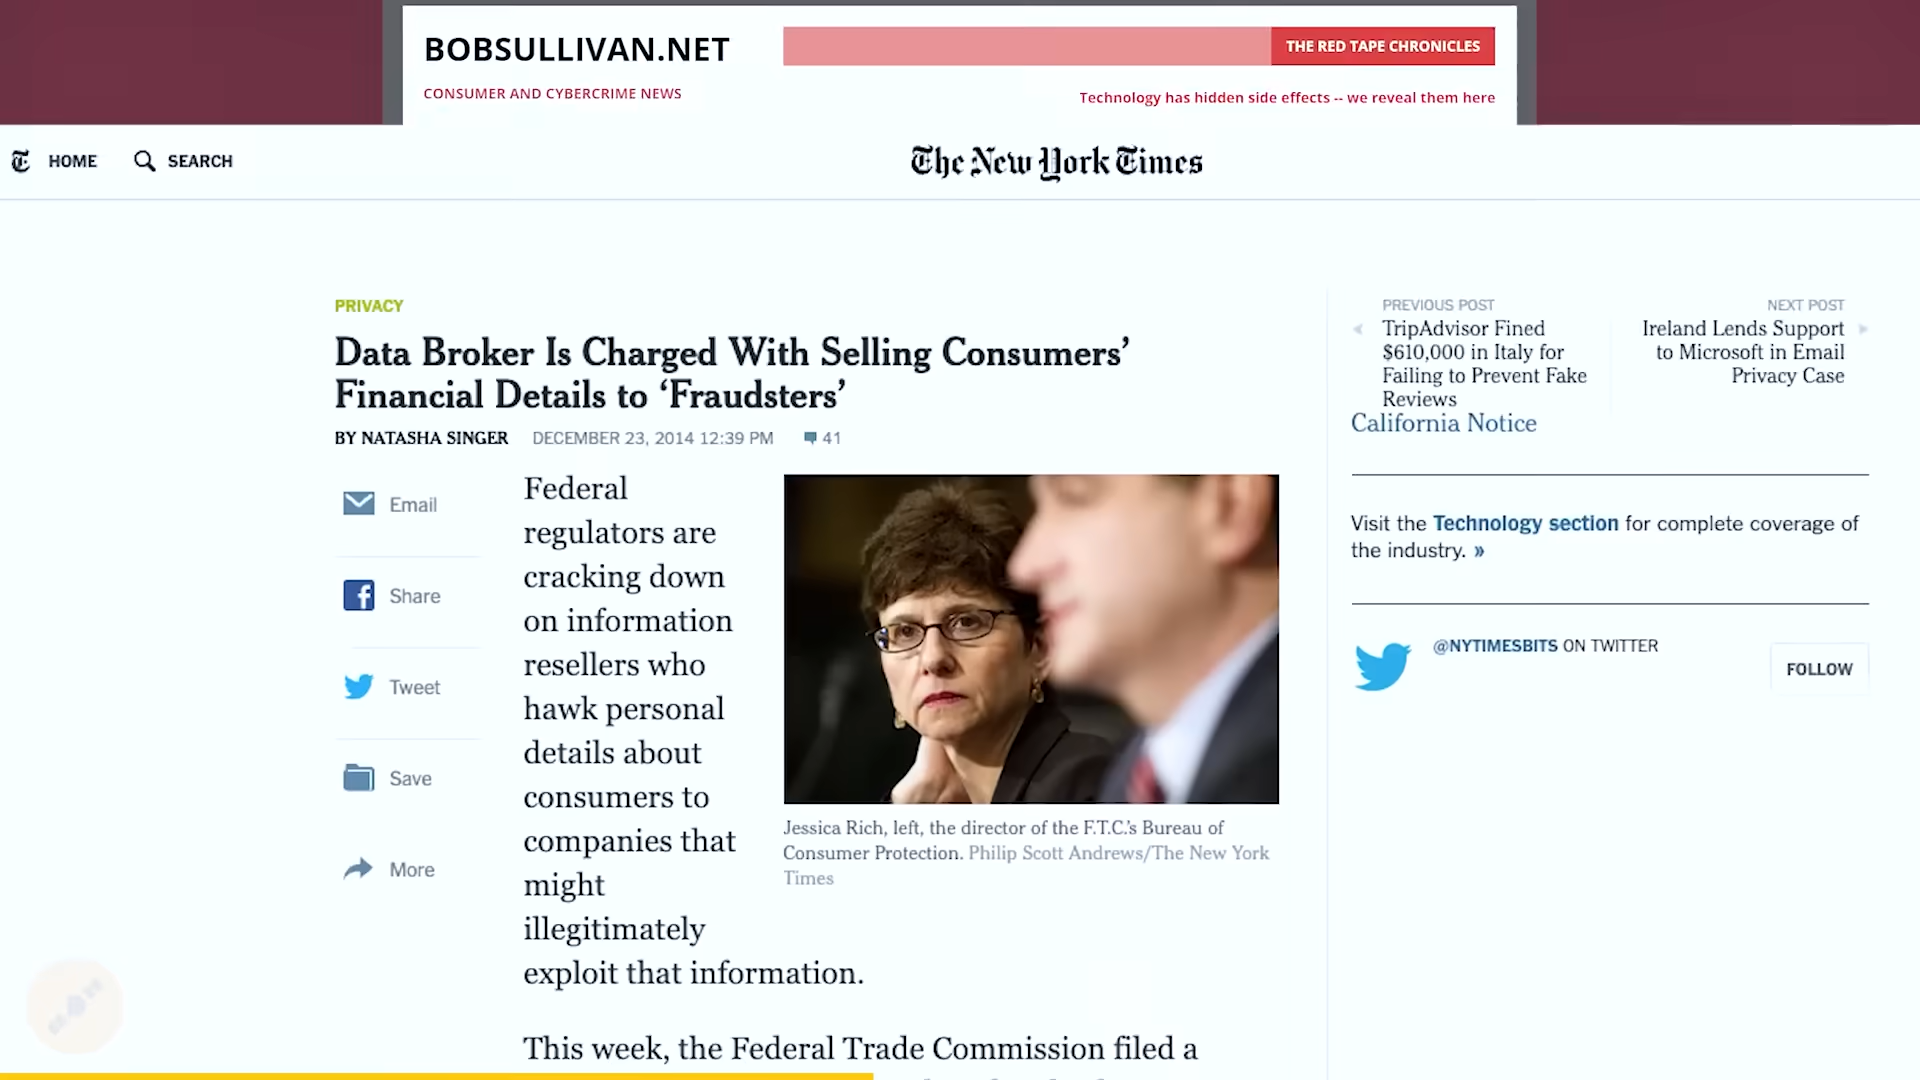 BOBSULLIVAN.NET
THE RED TAPE CHRONICLES
CONSUMER AND CYBERCRIME NEWS
Technology has hidden side effects -- we reveal them here
HOME
SEARCH
The New York Times
PRIVACY
Data Broker Is Charged With Selling Consumers’
Financial Details to ‘Fraudsters’
BY NATASHA SINGER DECEMBER 23, 2014 12:39 PM 41
Email
Share
Tweet
Save
More
Federal
regulators are
cracking down
on information
resellers who
hawk personal
details about
consumers to
companies that
might
illegitimately
exploit that information.
This week, the Federal Trade Commission filed a
Jessica Rich, left, the director of the F.T.C.’s Bureau of
Consumer Protection. Philip Scott Andrews/The New York
Times
PREVIOUS POST
TripAdvisor Fined
$610,000 in Italy for
Failing to Prevent Fake
Reviews
NEXT POST
Ireland Lends Support
to Microsoft in Email
Privacy Case
California Notice
Visit the Technology section for complete coverage of
the industry. »
@NYTIMESBITS ON TWITTER
FOLLOW